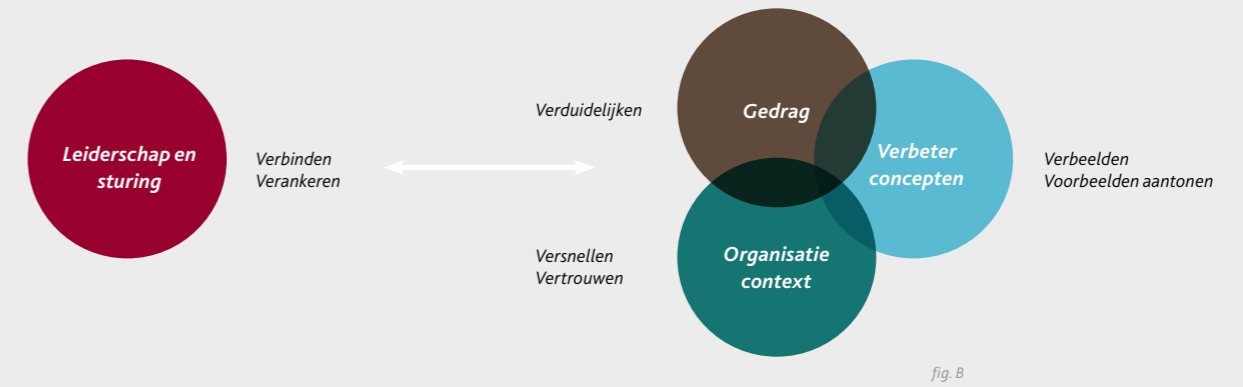 Leiderschap en
sturing
Verbinden
Verankeren
Verduidelijken
Gedrag
Verbeter
concepten
Verbeelden
Voorbeelden aantonen
Versnellen
Vertrouwen
Organisatie
context
fig. B